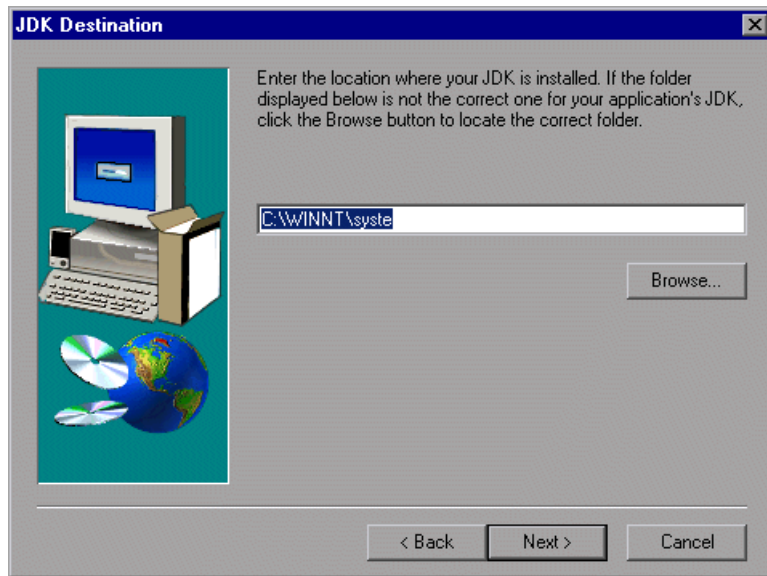 JDK Destination
Enter the location where your JDK is installed. If the folder
displayed below is not the correct one for your application's JDK,
click the Browse button to locate the correct folder.
C:\WINNT\syste
Browse...
< Back
Next >
Cancel